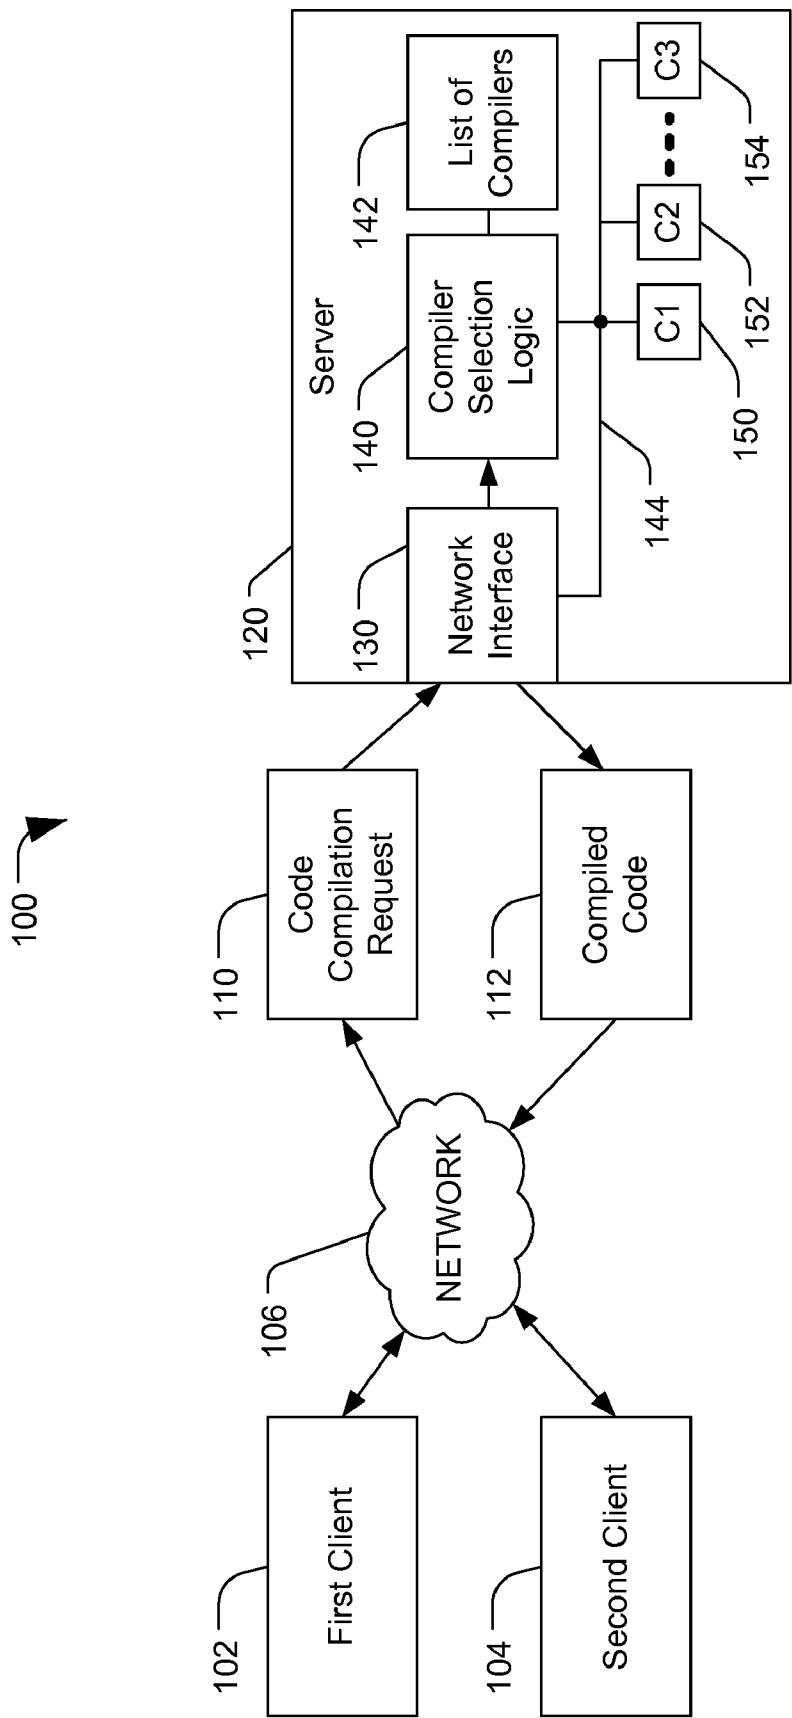 100
102
First Client
104
Second Client
106
NETWORK
110
Code
Compilation
Request
112
Compiled
Code
120
Server
130
Network
Interface
140
Compiler
Selection
Logic
142
List of
Compilers
144
C1
150
C2
152
C3
154